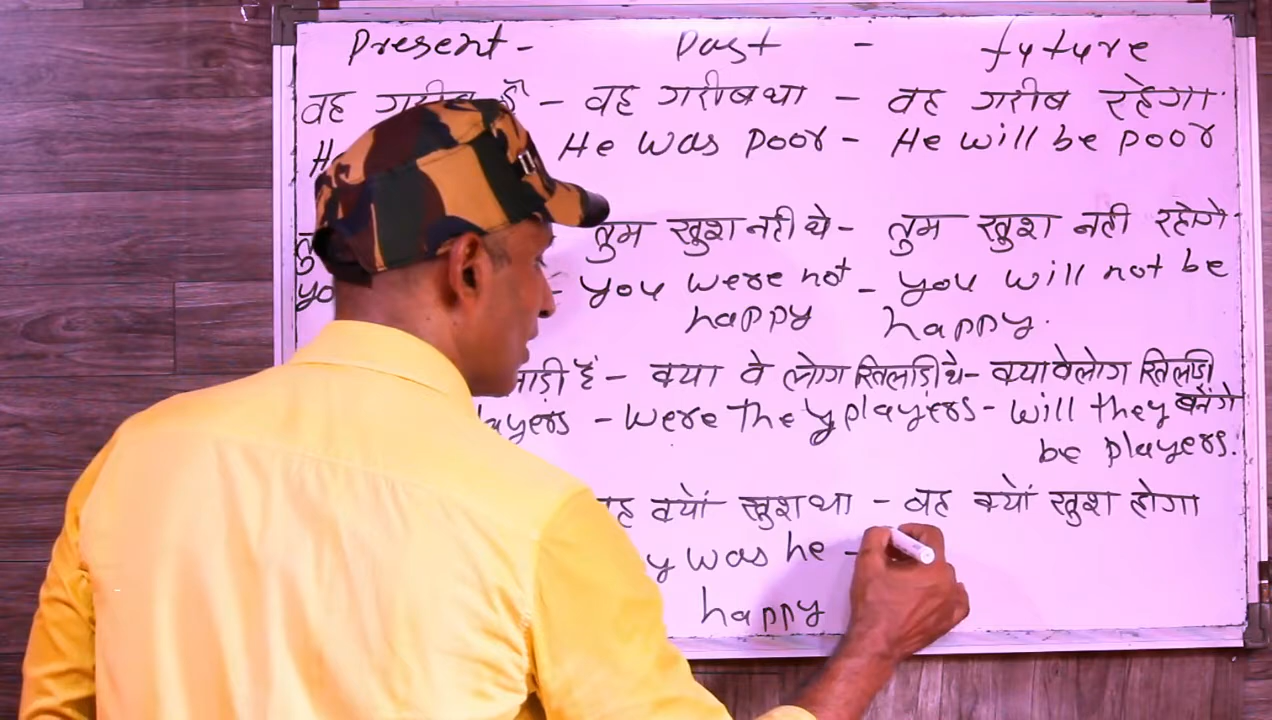 Present - Past - future
वह गरीब है - वह गरीब था - वह गरीब रहेगा
He was poor - He will be poor
तुम खुश नही थे - तुम खुश नही रहोगे
you were not - you will not be
happy happy.
हैं - क्या वे लोग खिलाडी थे - क्या वे लोग खिलाडी
- were they players - will they बनेंगे
be players.
क्यों खुश था - वह क्यों खुश होगा
was he -
happy